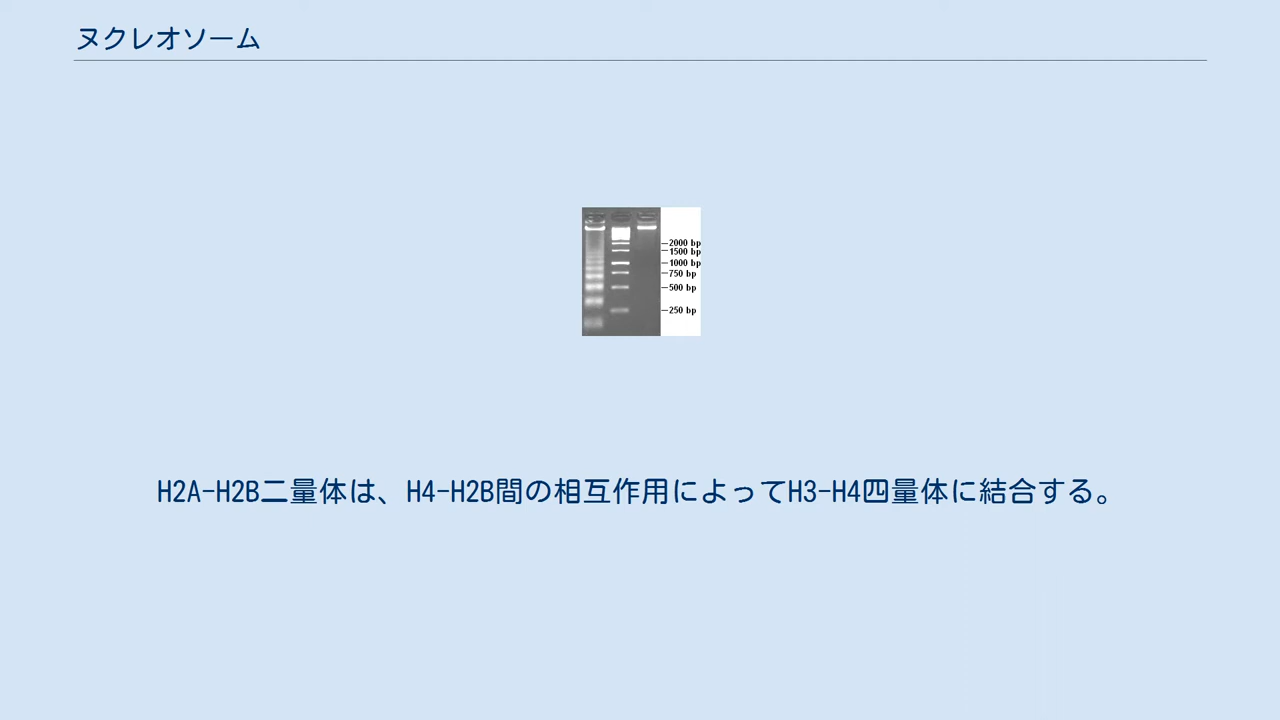 ヌクレオソーム
2000 bp
1500 bp
1000 bp
750 bp
500 bp
250 bp
H2A-H2B二量体は、H4-H2B間の相互作用によってH3-H4四量体に結合する。